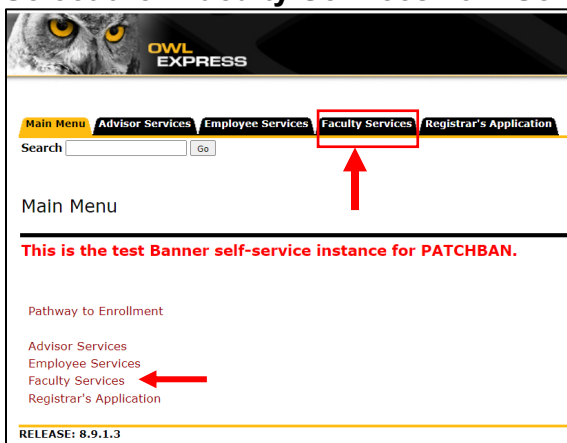 OWL
EXPRESS
Main Menu Advisor Services Employee Services Faculty Services Registrar's Application
Search Go
Main Menu
This is the test Banner self-service instance for PATCHBAN.
Pathway to Enrollment
Advisor Services
Employee Services
Faculty Services
Registrar's Application
RELEASE: 8.9.1.3